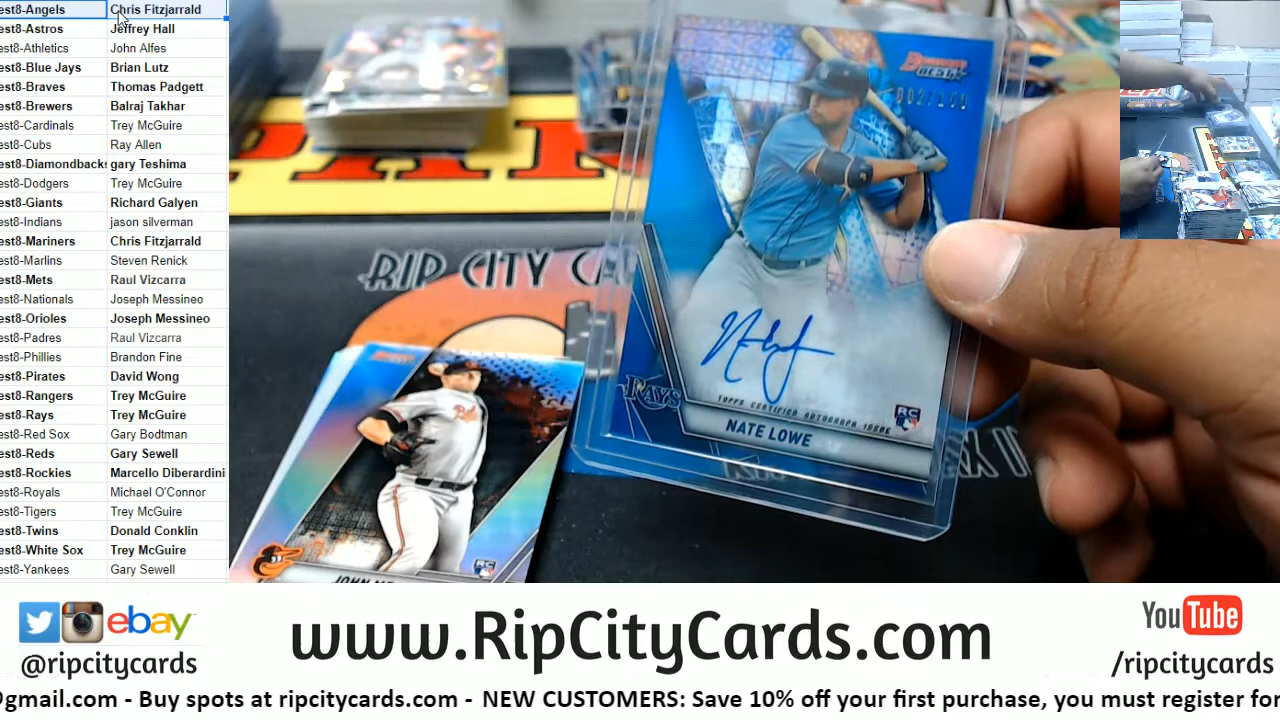 est8-Angels Chris Fitzjarrald
est8-Astros Jeffrey Hall
est8-Athletics John Alfes
est8-Blue Jays Brian Lutz
est8-Braves Thomas Padgett
est8-Brewers Balraj Takhar
est8-Cardinals Trey McGuire
est8-Cubs Ray Allen
est8-Diamondbacks gary Teshima
est8-Dodgers Trey McGuire
est8-Giants Richard Galyen
est8-Indians jason silverman
est8-Mariners Chris Fitzjarrald
est8-Marlins Steven Renick
est8-Mets Raul Vizcarra
est8-Nationals Joseph Messineo
est8-Orioles Joseph Messineo
est8-Padres Raul Vizcarra
est8-Phillies Brandon Fine
est8-Pirates David Wong
est8-Rangers Trey McGuire
est8-Rays Trey McGuire
est8-Red Sox Gary Bodtman
est8-Reds Gary Sewell
est8-Rockies Marcello Diberardini
est8-Royals Michael O'Connor
est8-Tigers Trey McGuire
est8-Twins Donald Conklin
est8-White Sox Trey McGuire
est8-Yankees Gary Sewell
BOWMAN'S
BEST
RIP CITY CA
RAYS
TOPPS CERTIFIED AUTOGRAPH ISSUE
RC
NATE LOWE
RC
JOHN
ebay
@ripcitycards
www.RipCityCards.com
YouTube
/ripcitycards
@gmail.com - Buy spots at ripcitycards.com - NEW CUSTOMERS: Save 10% off your first purchase, you must register for